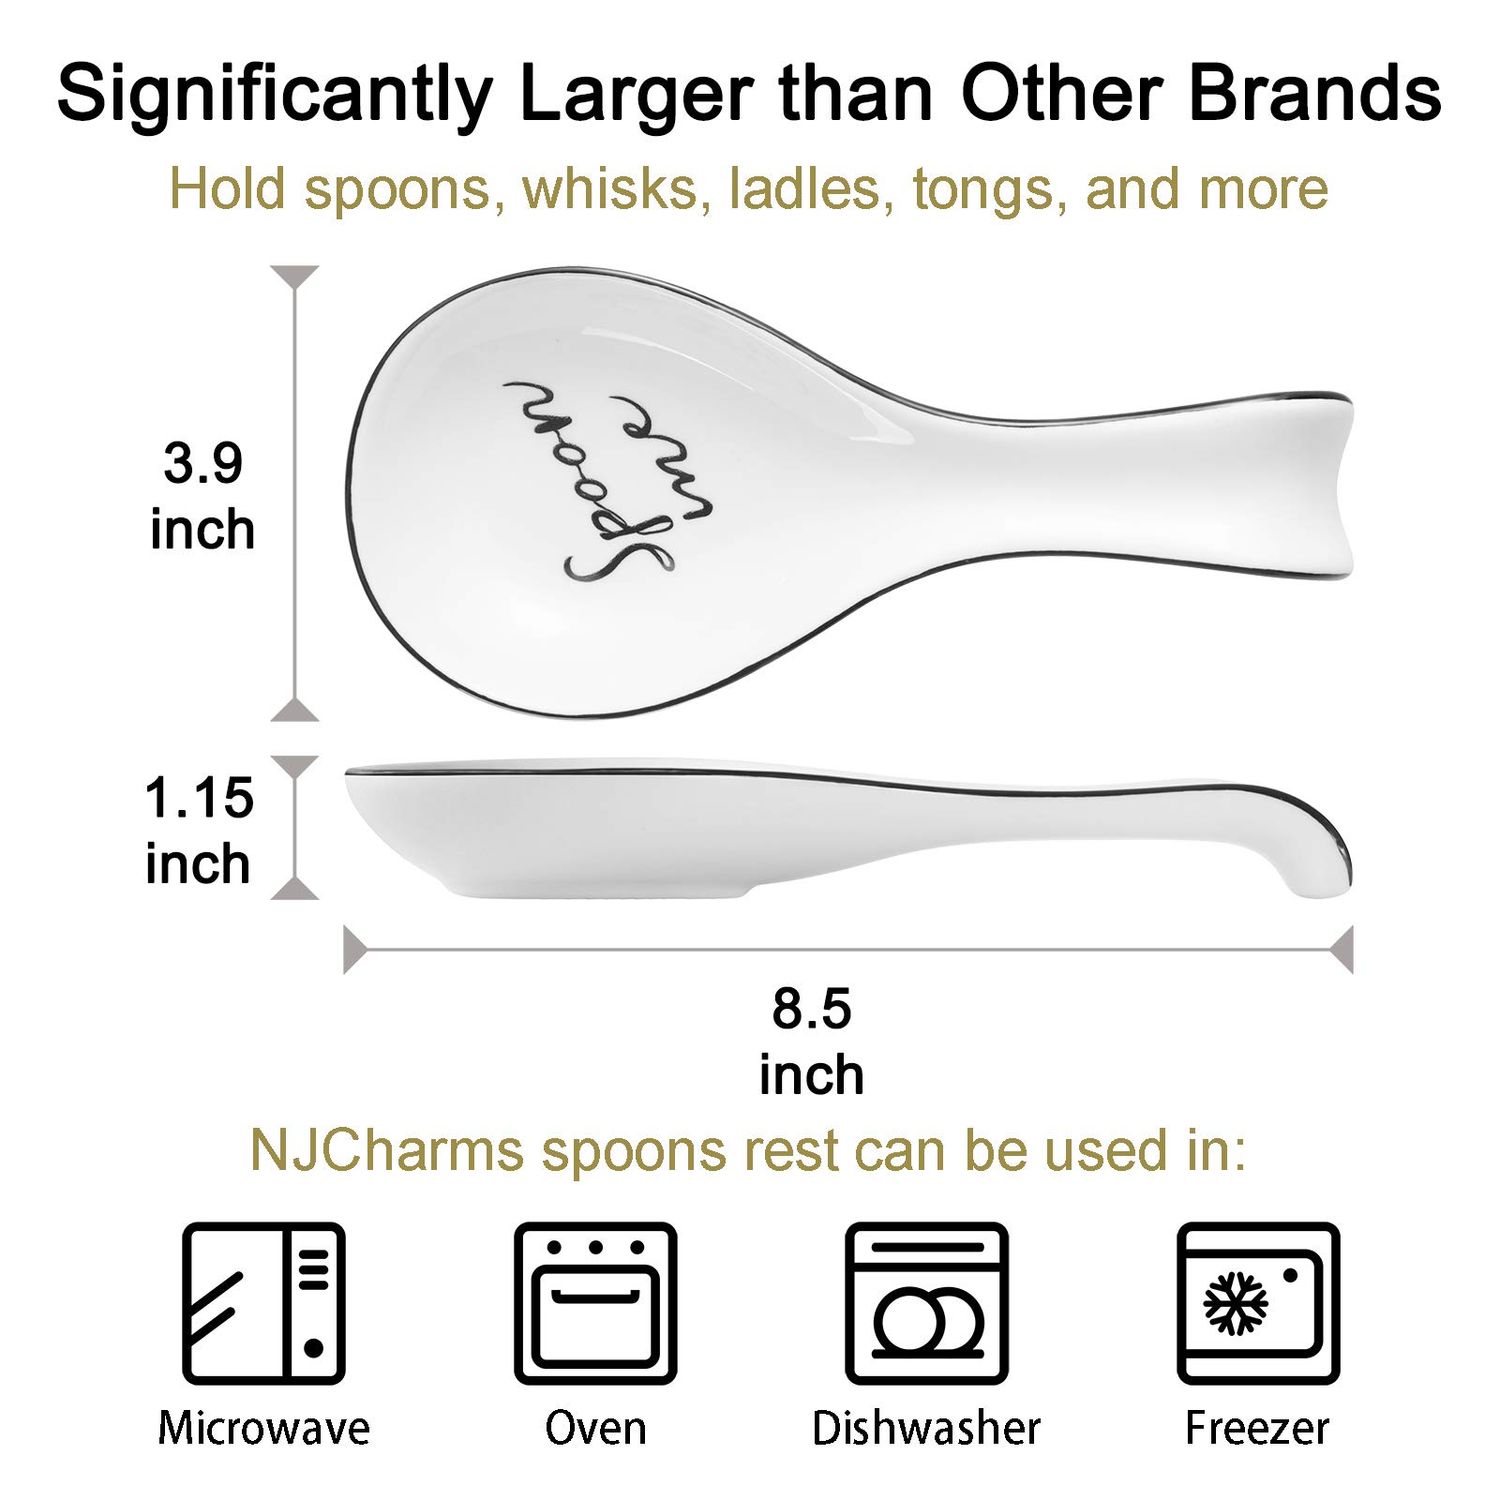 Significantly Larger than Other Brands
Hold spoons, whisks, ladles, tongs, and more
me
Spoon
3.9
inch
1.15
inch
8.5
inch
NJCharms spoons rest can be used in:
Microwave
Oven
Dishwasher
Freezer